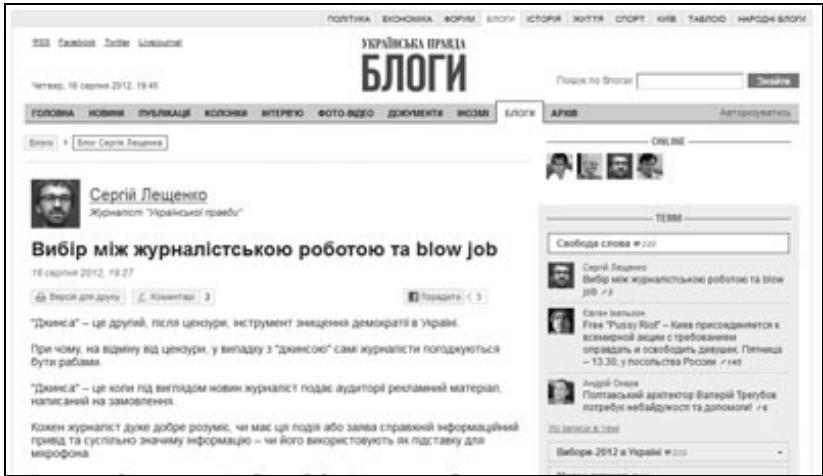 ПОЛІТИКА ЕКОНОМІКА ФОРУМ БЛОГИ ІСТОРІЯ ЖИТТЯ СПОРТ КИЇВ ТАБЛОЇД НАРОДНІ БЛОГИ
RSS Facebook Twitter LiveJournal
УКРАЇНСЬКА ПРАВДА
БЛОГИ
Четвер, 16 серпня 2012, 19:45
Пошук по блогах: Знайти
ГОЛОВНА НОВИНИ ПУБЛІКАЦІЇ КОЛОНКИ ІНТЕРВ'Ю ФОТО-ВІДЕО ДОКУМЕНТИ ІНОЗМІ БЛОГИ АРХІВ Авторизуватись
Блоги Блог Сергія Лещенка
Сергій Лещенко
Журналіст "Української правди"
Вибір між журналістською роботою та blow job
16 серпня 2012, 19:27
Версія для друку Коментарі 3 Порадити 3
"Джинса" – це другий, після цензури, інструмент знищення демократії в Україні.
При чому, на відміну від цензури, у випадку з "джинсою" самі журналісти погоджуються
бути рабами.
"Джинса" – це коли під виглядом новин журналіст подає аудиторії рекламний матеріал,
написаний на замовлення.
Кожен журналіст дуже добре розуміє, чи має ця подія або заява справжній інформаційний
привід та суспільно значиму інформацію – чи його використовують як підставку для
мікрофона.
ONLINE
ТЕМИ
Свобода слова
Сергій Лещенко
Вибір між журналістською роботою та blow
job
Євген Іхельзон
Free "Pussy Riot" – Киев присоединяется к
всемирной акции с требованием
оправдать и освободить девушек. Пятница
– 13.30, у посольства России
Андрій Охара
Полтавський архітектор Валерій Трегубов
потребує небайдужості та допомоги!
Усі записи в темі
Вибори-2012 в Україні